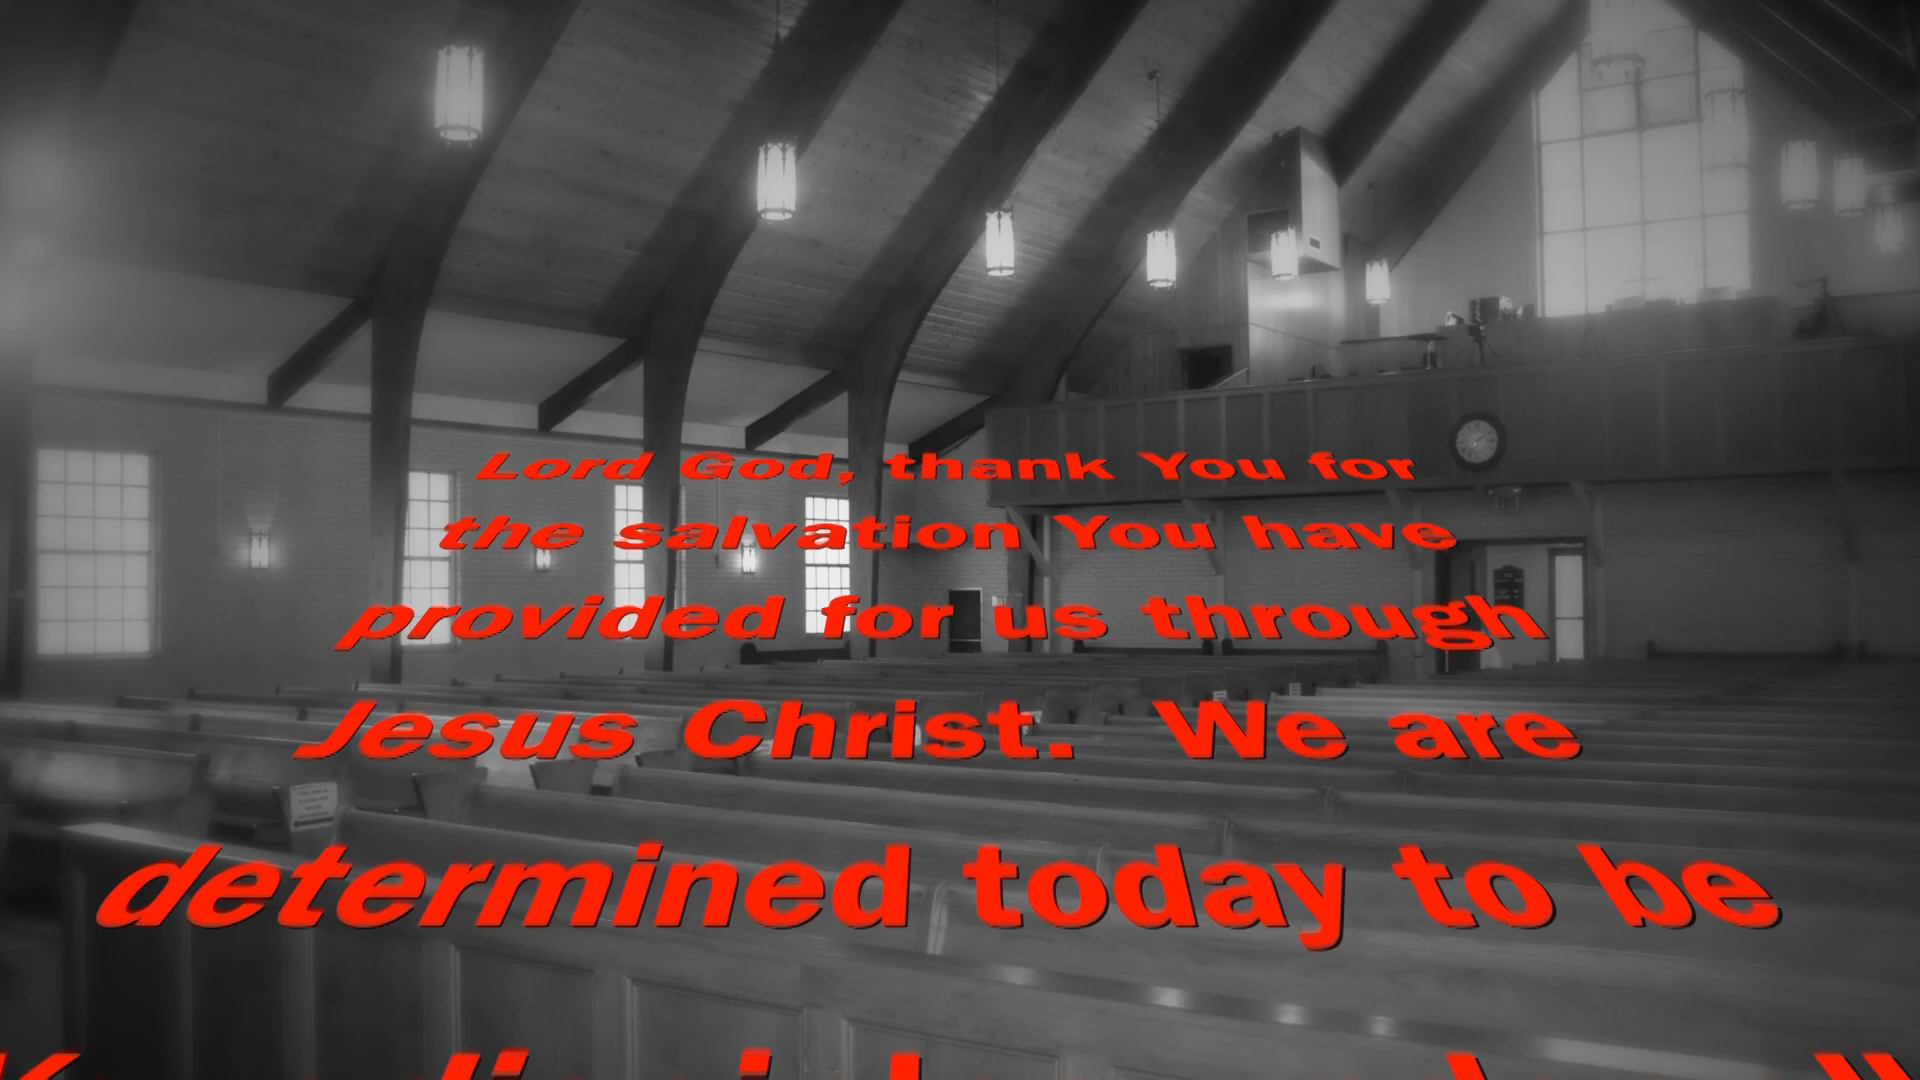 Lord God, thank You for
the salvation You have
provided for us through
Jesus Christ.  We are
determined today to be